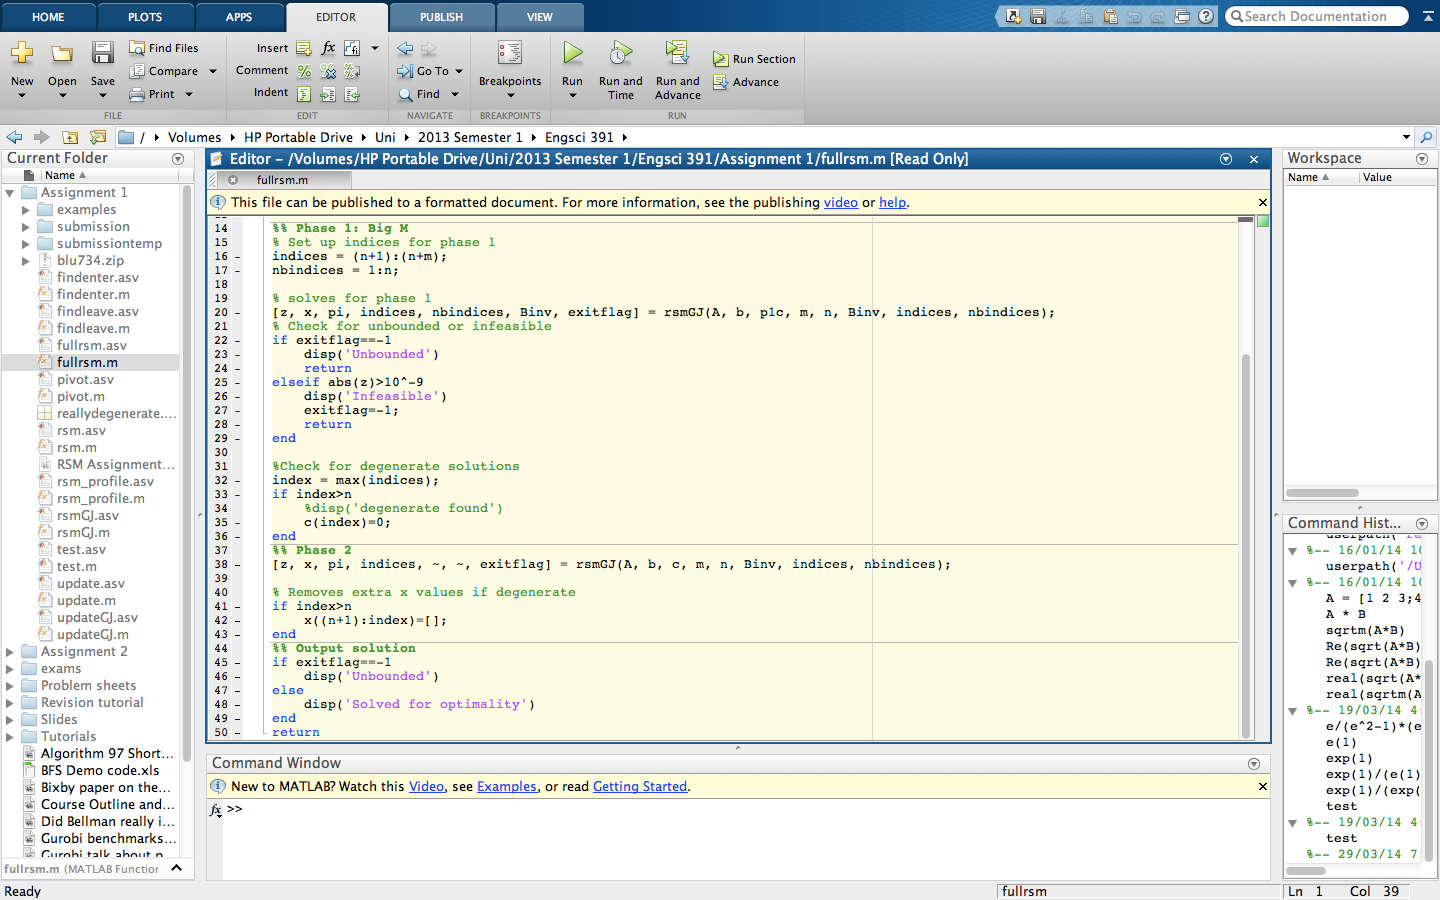 HOME PLOTS APPS EDITOR PUBLISH VIEW Search Documentation
New Open Save
Find Files
Compare
Print
FILE
Insert fx
Comment
Indent
EDIT
Go To
Find
NAVIGATE
Breakpoints
BREAKPOINTS
Run
Run and Time
Run and Advance
Run Section
Advance
RUN
/ Volumes HP Portable Drive Uni 2013 Semester 1 Engsci 391
Current Folder
Name
Assignment 1
examples
submission
submissiontemp
blu734.zip
findenter.asv
findenter.m
findleave.asv
findleave.m
fullrsm.asv
fullrsm.m
pivot.asv
pivot.m
reallydegenerate....
rsm.asv
rsm.m
RSM Assignment...
rsm_profile.asv
rsm_profile.m
rsmGJ.asv
rsmGJ.m
test.asv
test.m
update.asv
update.m
updateGJ.asv
updateGJ.m
Assignment 2
exams
Problem sheets
Revision tutorial
Slides
Tutorials
Algorithm 97 Short...
BFS Demo code.xls
Bixby paper on the...
Course Outline and...
Did Bellman really i...
Gurobi benchmarks...
Gurobi talk about n
fullrsm.m (MATLAB Function
Editor - /Volumes/HP Portable Drive/Uni/2013 Semester 1/Engsci 391/Assignment 1/fullrsm.m [Read Only]
fullrsm.m
This file can be published to a formatted document. For more information, see the publishing video or help.
14 %% Phase 1: Big M
15 % Set up indices for phase 1
16 - indices = (n+1):(n+m);
17 - nbindices = 1:n;
18
19 % solves for phase 1
20 - [z, x, pi, indices, nbindices, Binv, exitflag] = rsmGJ(A, b, p1c, m, n, Binv, indices, nbindices);
21 % Check for unbounded or infeasible
22 - if exitflag==-1
23 - disp('Unbounded')
24 - return
25 - elseif abs(z)>10^-9
26 - disp('Infeasible')
27 - exitflag=-1;
28 - return
29 - end
30
31 %Check for degenerate solutions
32 - index = max(indices);
33 - if index>n
34 %disp('degenerate found')
35 - c(index)=0;
36 - end
37 %% Phase 2
38 - [z, x, pi, indices, ~, ~, exitflag] = rsmGJ(A, b, c, m, n, Binv, indices, nbindices);
39
40 % Removes extra x values if degenerate
41 - if index>n
42 - x((n+1):index)=[];
43 - end
44 %% Output solution
45 - if exitflag==-1
46 - disp('Unbounded')
47 - else
48 - disp('Solved for optimality')
49 - end
50 - return
Command Window
New to MATLAB? Watch this Video, see Examples, or read Getting Started.
fx >>
Workspace
Name Value
Command Hist...
%-- 16/01/14 10
userpath('/U
%-- 16/01/14 10
A = [1 2 3;4
A * B
sqrtm(A*B)
Re(sqrt(A*B)
Re(sqrt(A*B)
real(sqrt(A*
real(sqrtm(A
%-- 19/03/14 4
e/(e^2-1)*(e
e(1)
exp(1)
exp(1)/(e(1)
exp(1)/(exp(
test
%-- 19/03/14 4
test
%-- 29/03/14 7
Ready
fullrsm
Ln 1 Col 39